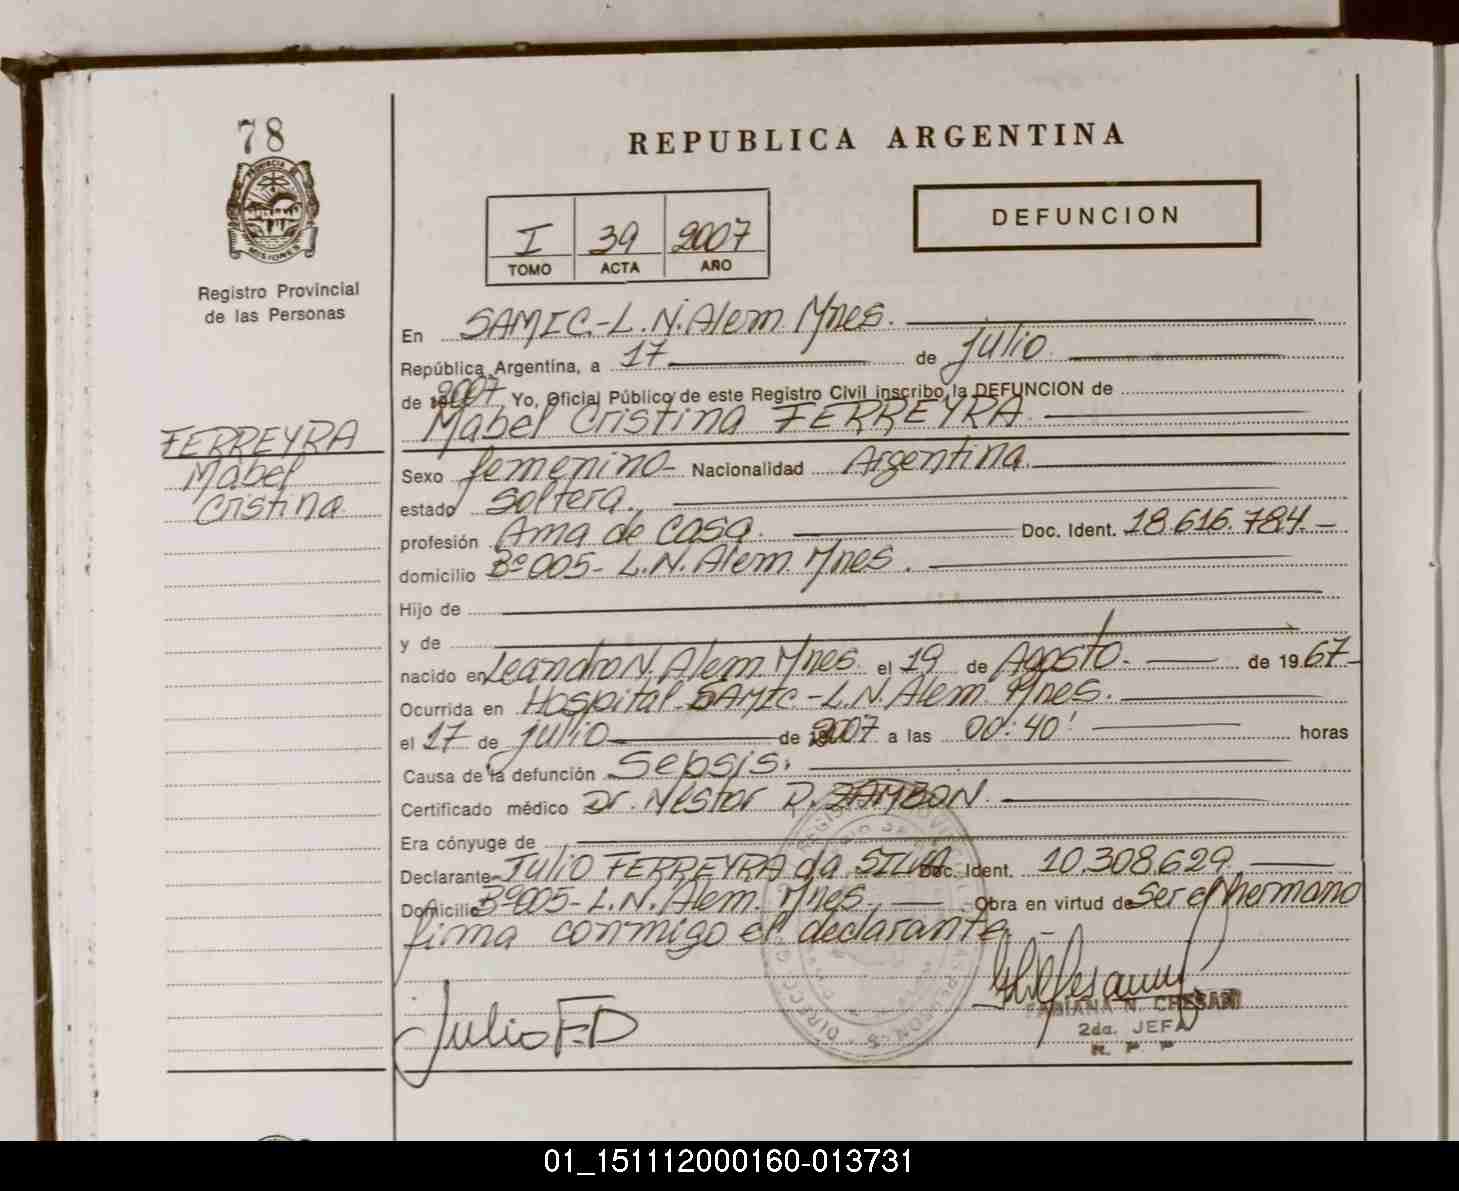 78
PROVINCIA
MISIONES
Registro Provincial
de las Personas
FERREYRA
Mabel
Cristina
REPUBLICA ARGENTINA
I 39 2007
TOMO ACTA AÑO
DEFUNCION
En SAMIC.-L.N.Alem Mnes.
República Argentina, a 17 de julio
de 2007 Yo, Oficial Público de este Registro Civil inscribo la DEFUNCION de
Mabel Cristina FERREYRA
Sexo femenino Nacionalidad Argentina
estado Soltera.
profesión Ama de casa. Doc. Ident. 18.616.784
domicilio Bº 005- L.N. Alem Mnes.
Hijo de
y de
nacido en Leandro N. Alem Mnes. el 19 de Agosto de 1967
Ocurrida en Hospital SAMIC-L.N. Alem. Mnes.
el 17 de julio de 2007 a las 00:40' horas
Causa de la defunción Sepsis.
Certificado médico Dr. Nestor R. ZAMBON.
Era cónyuge de
Declarante Julio FERREYRA da SILVA Doc. Ident. 10.308.629
Domicilio Bº 005- L.N. Alem. Mnes. Obra en virtud de Ser el hermano
firma conmigo el declarante.
Julio F.D
FABIANA N. CHESANI
2da. JEFA
R. P. P
01_151112000160-013731